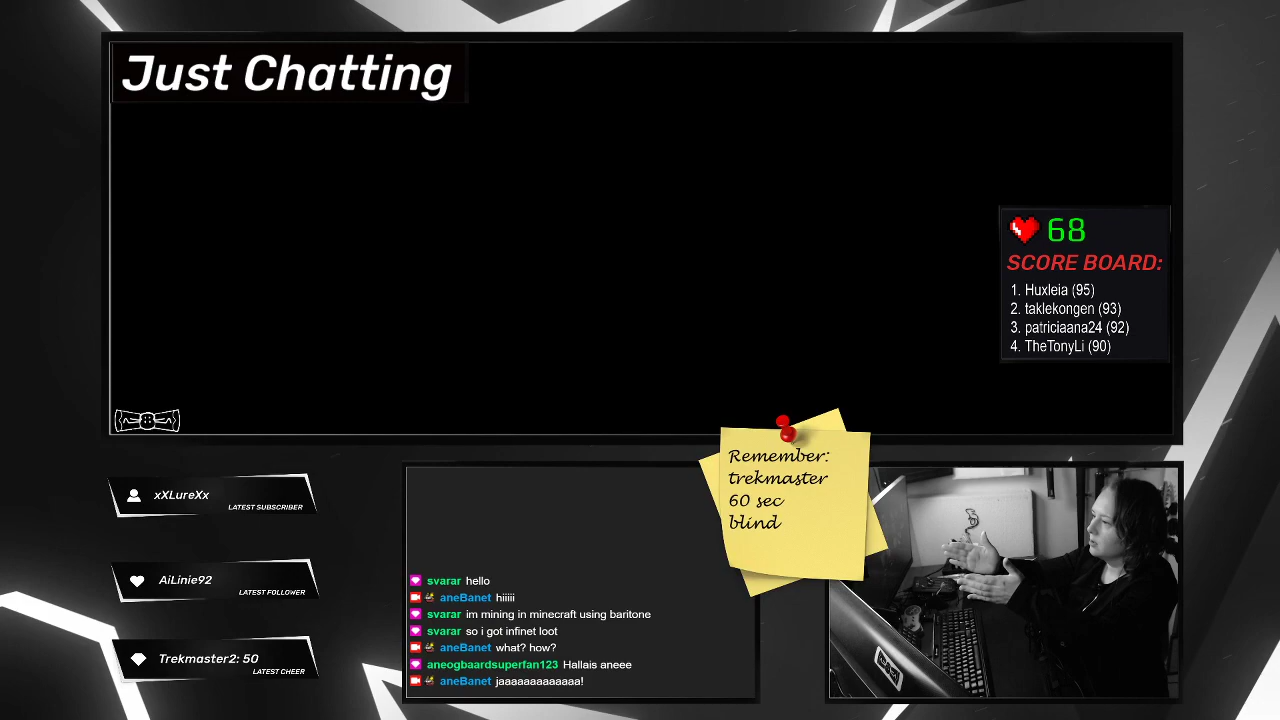 Just Chatting
68
SCORE BOARD:
1. Huxleia (95)
2. taklekongen (93)
3. patriciaana24 (92)
4. TheTonyLi (90)
Remember:
trekmaster
60 sec
blind
xXLureXx
LATEST SUBSCRIBER
AiLinie92
LATEST FOLLOWER
Trekmaster2: 50
LATEST CHEER
svarar hello
aneBanet hiiiii
svarar im mining in minecraft using baritone
svarar so i got infinet loot
aneBanet what? how?
aneogbaardsuperfan123 Hallais aneee
aneBanet jaaaaaaaaaaaaa!